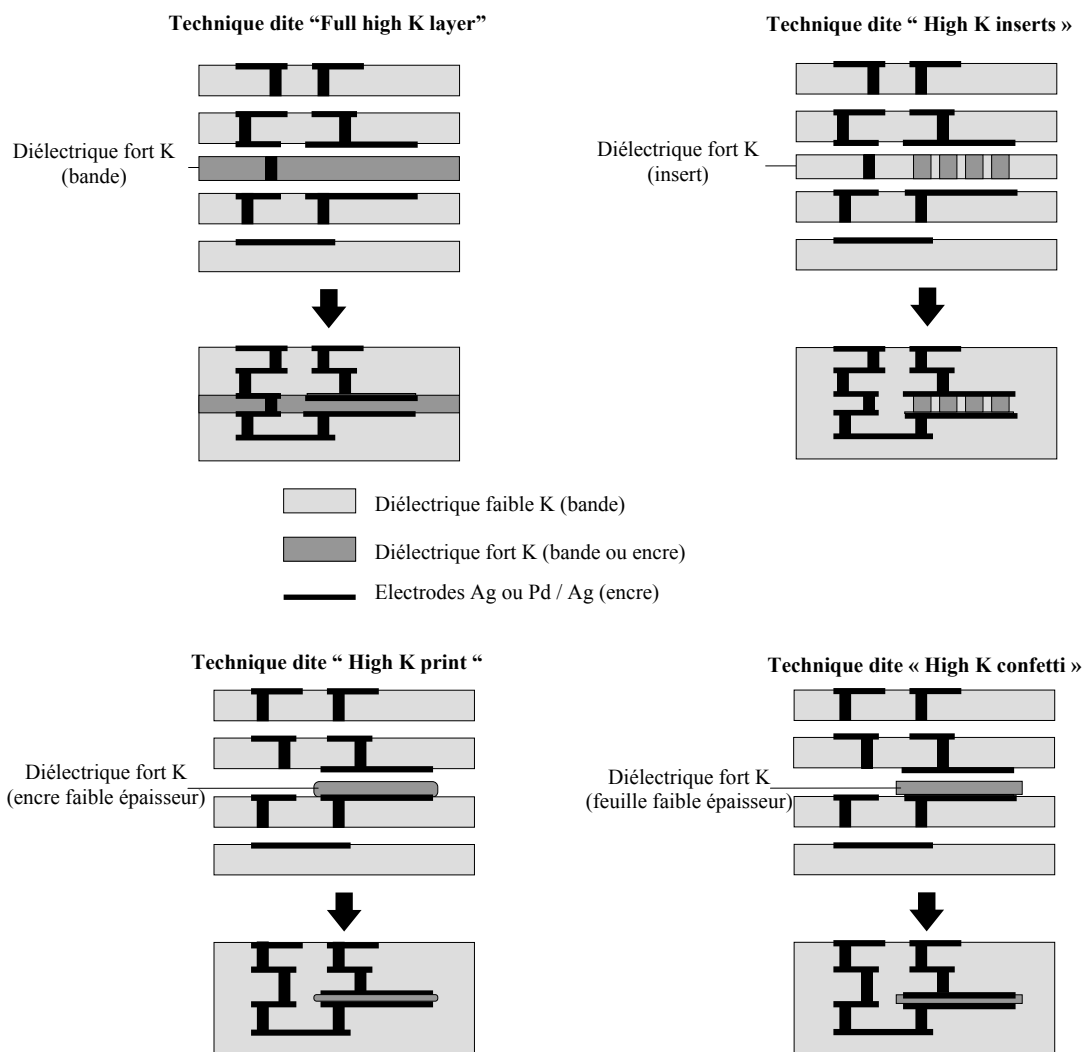 Technique dite “Full high K layer”
Technique dite “ High K inserts »
Diélectrique fort K
(bande)
Diélectrique fort K
(insert)
Diélectrique faible K (bande)
Diélectrique fort K (bande ou encre)
Electrodes Ag ou Pd / Ag (encre)
Technique dite “ High K print “
Technique dite « High K confetti »
Diélectrique fort K
(encre faible épaisseur)
Diélectrique fort K
(feuille faible épaisseur)